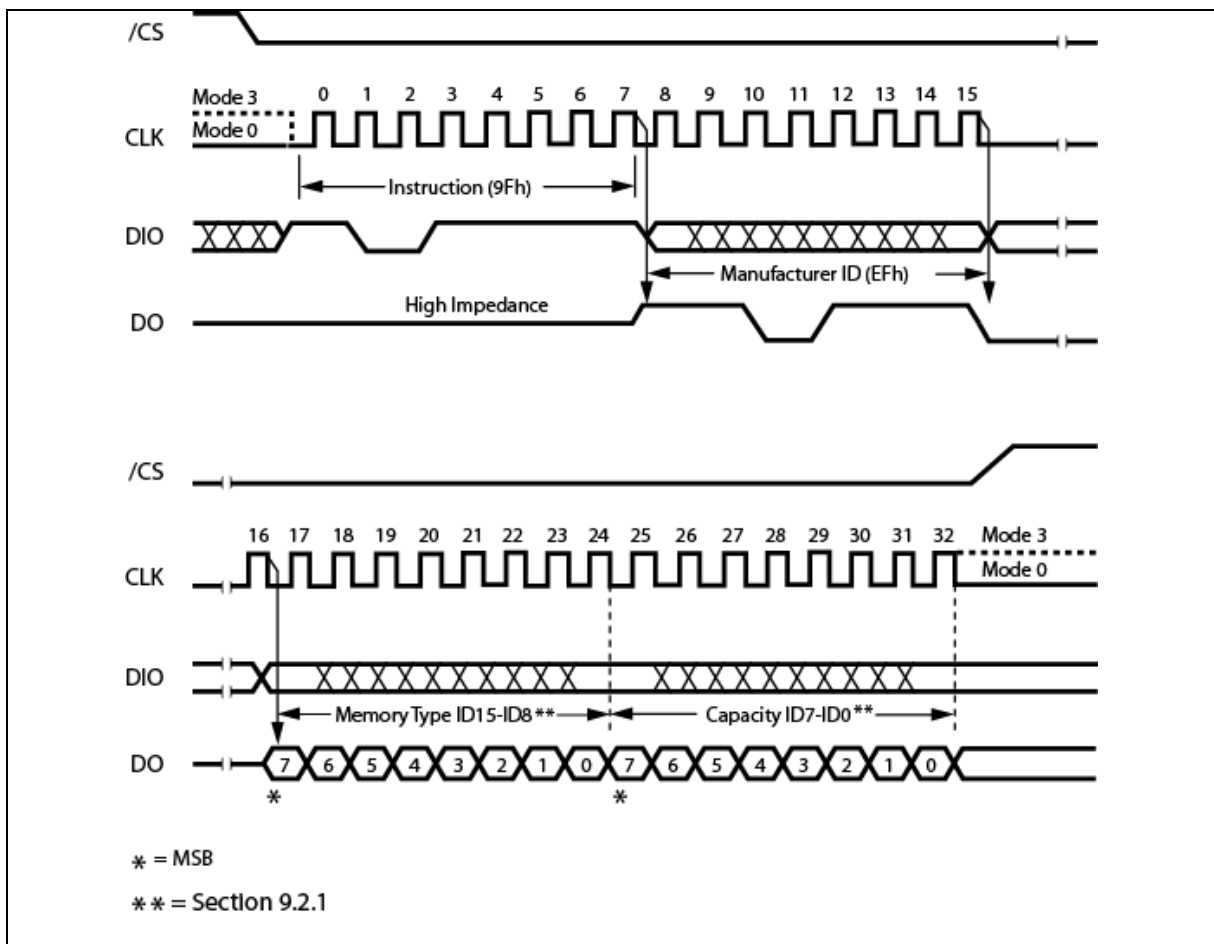 /CS
Mode 3
0 1 2 3 4 5 6 7 8 9 10 11 12 13 14 15
Mode 0
CLK
Instruction (9Fh)
DIO
Manufacturer ID (EFh)
High Impedance
DO
/CS
16 17 18 19 20 21 22 23 24 25 26 27 28 29 30 31 32
Mode 3
CLK
Mode 0
DIO
Memory Type ID15-ID8** Capacity ID7-ID0**
DO 7 6 5 4 3 2 1 0 7 6 5 4 3 2 1 0
* *
* = MSB
** = Section 9.2.1